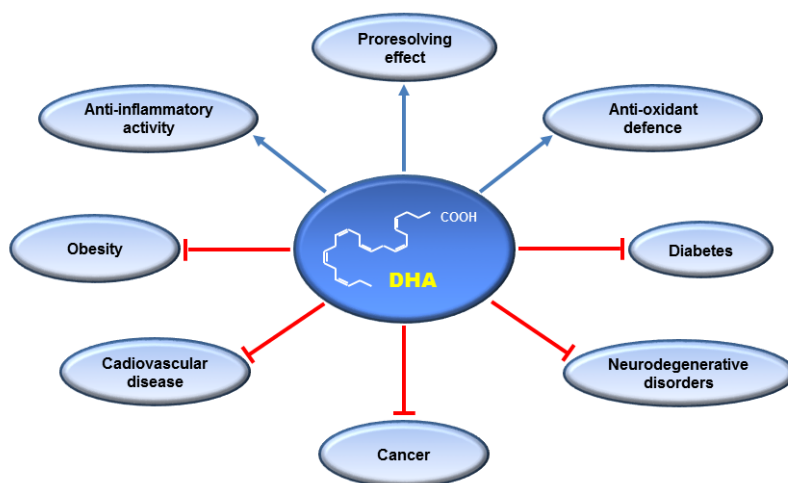 Proresolving
effect
Anti-inflammatory
activity
Anti-oxidant
defence
COOH
DHA
Obesity
Diabetes
Cadiovascular
disease
Neurodegenerative
disorders
Cancer